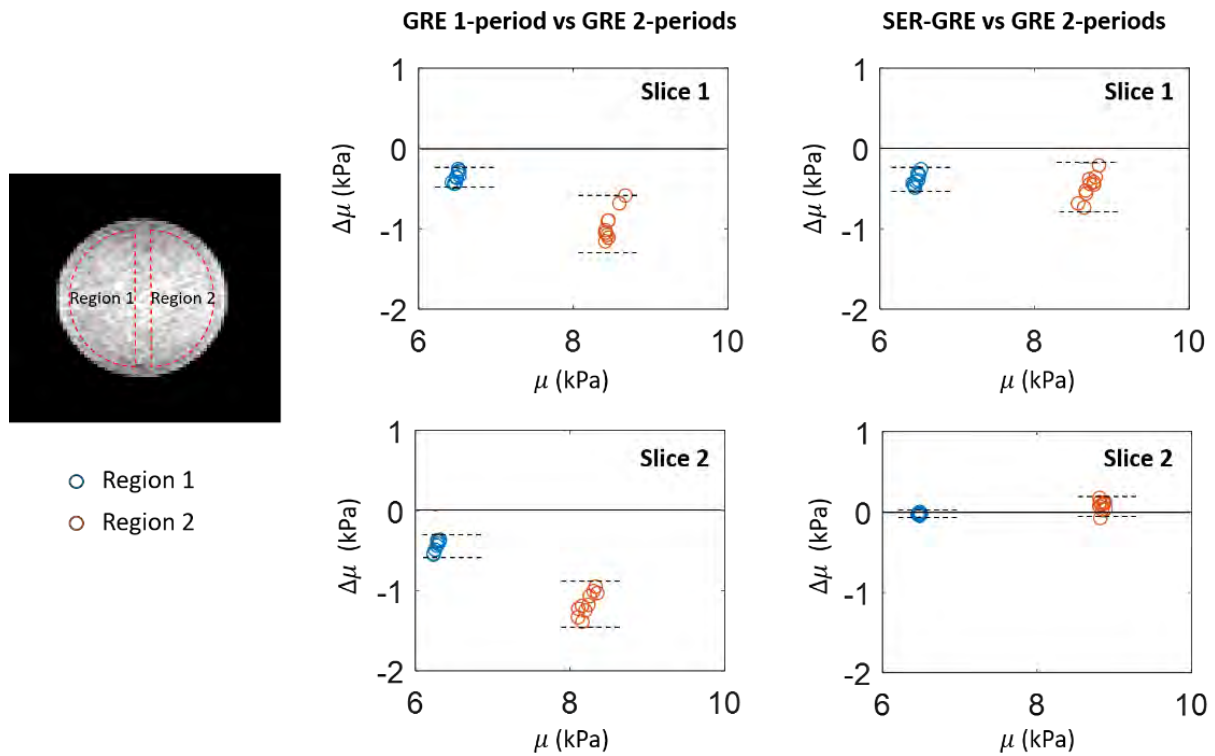 GRE 1-period vs GRE 2-periods
SER-GRE vs GRE 2-periods
Region 1 Region 2
Region 1
Region 2
Slice 1
1
0
-1
-2
Δμ (kPa)
6 8 10
μ (kPa)
Slice 1
1
0
-1
-2
Δμ (kPa)
6 8 10
μ (kPa)
Slice 2
1
0
-1
-2
Δμ (kPa)
6 8 10
μ (kPa)
Slice 2
1
0
-1
-2
Δμ (kPa)
6 8 10
μ (kPa)